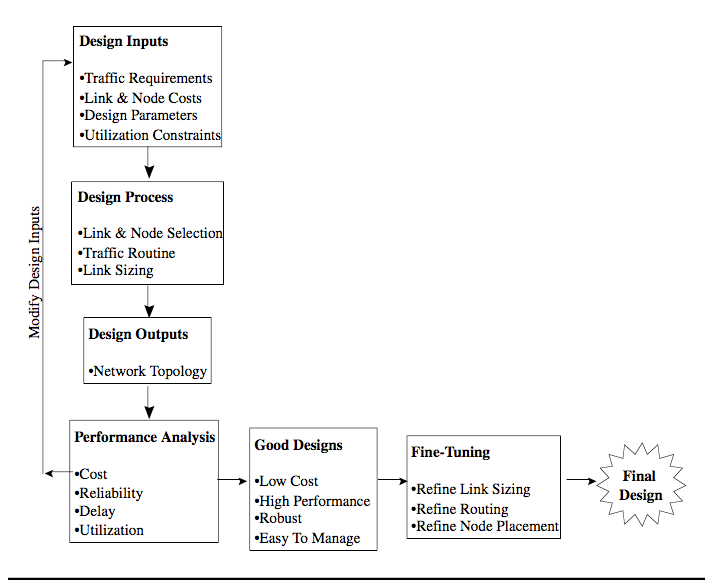 Design Inputs
•Traffic Requirements
•Link & Node Costs
•Design Parameters
•Utilization Constraints
Modify Design Inputs
Design Process
•Link & Node Selection
•Traffic Routine
•Link Sizing
Design Outputs
•Network Topology
Performance Analysis
•Cost
•Reliability
•Delay
•Utilization
Good Designs
•Low Cost
•High Performance
•Robust
•Easy To Manage
Fine-Tuning
•Refine Link Sizing
•Refine Routing
•Refine Node Placement
Final
Design